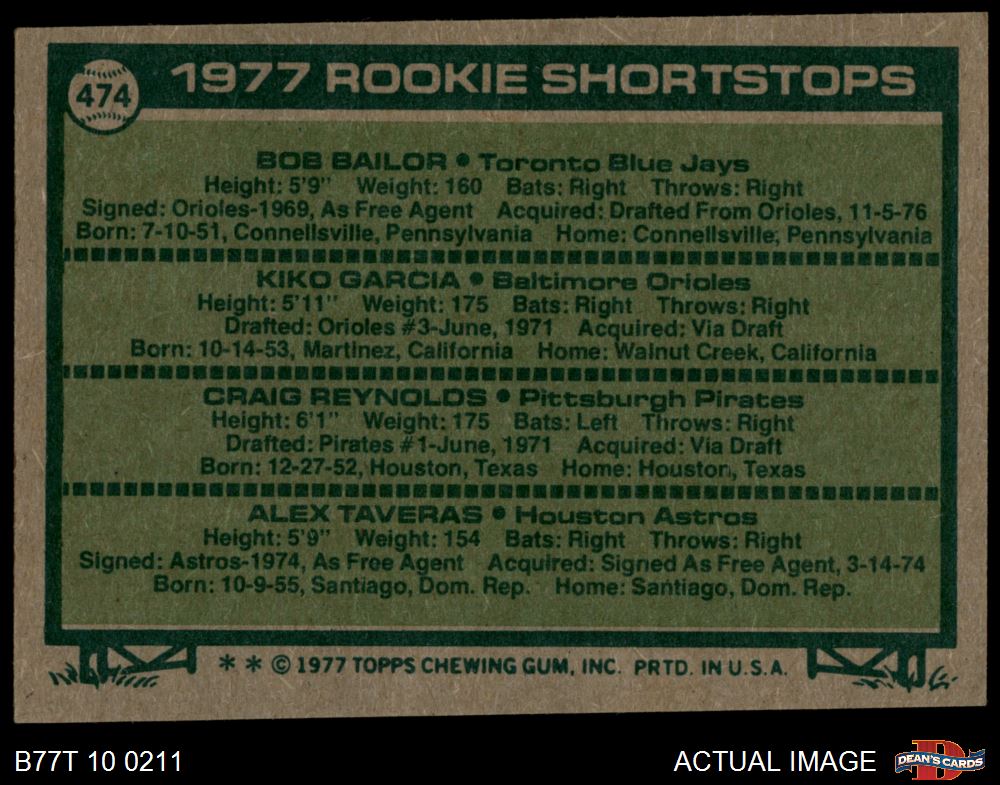 474
1977 ROOKIE SHORTSTOPS
BOB BAILOR • Toronto Blue Jays
Height: 5'9" Weight: 160 Bats: Right Throws: Right
Signed: Orioles-1969, As Free Agent Acquired: Drafted From Orioles, 11-5-76
Born: 7-10-51, Connellsville, Pennsylvania Home: Connellsville, Pennsylvania
KIKO GARCIA • Baltimore Orioles
Height: 5'11" Weight: 175 Bats: Right Throws: Right
Drafted: Orioles #3-June, 1971 Acquired: Via Draft
Born: 10-14-53, Martinez, California Home: Walnut Creek, California
CRAIG REYNOLDS • Pittsburgh Pirates
Height: 6'1" Weight: 175 Bats: Left Throws: Right
Drafted: Pirates #1-June, 1971 Acquired: Via Draft
Born: 12-27-52, Houston, Texas Home: Houston, Texas
ALEX TAVERAS • Houston Astros
Height: 5'9" Weight: 154 Bats: Right Throws: Right
Signed: Astros-1974, As Free Agent Acquired: Signed As Free Agent, 3-14-74
Born: 10-9-55, Santiago, Dom. Rep. Home: Santiago, Dom. Rep.
* * © 1977 TOPPS CHEWING GUM, INC. PRTD. IN U.S.A.
B77T 10 0211
ACTUAL IMAGE
D
DEAN'S CARDS